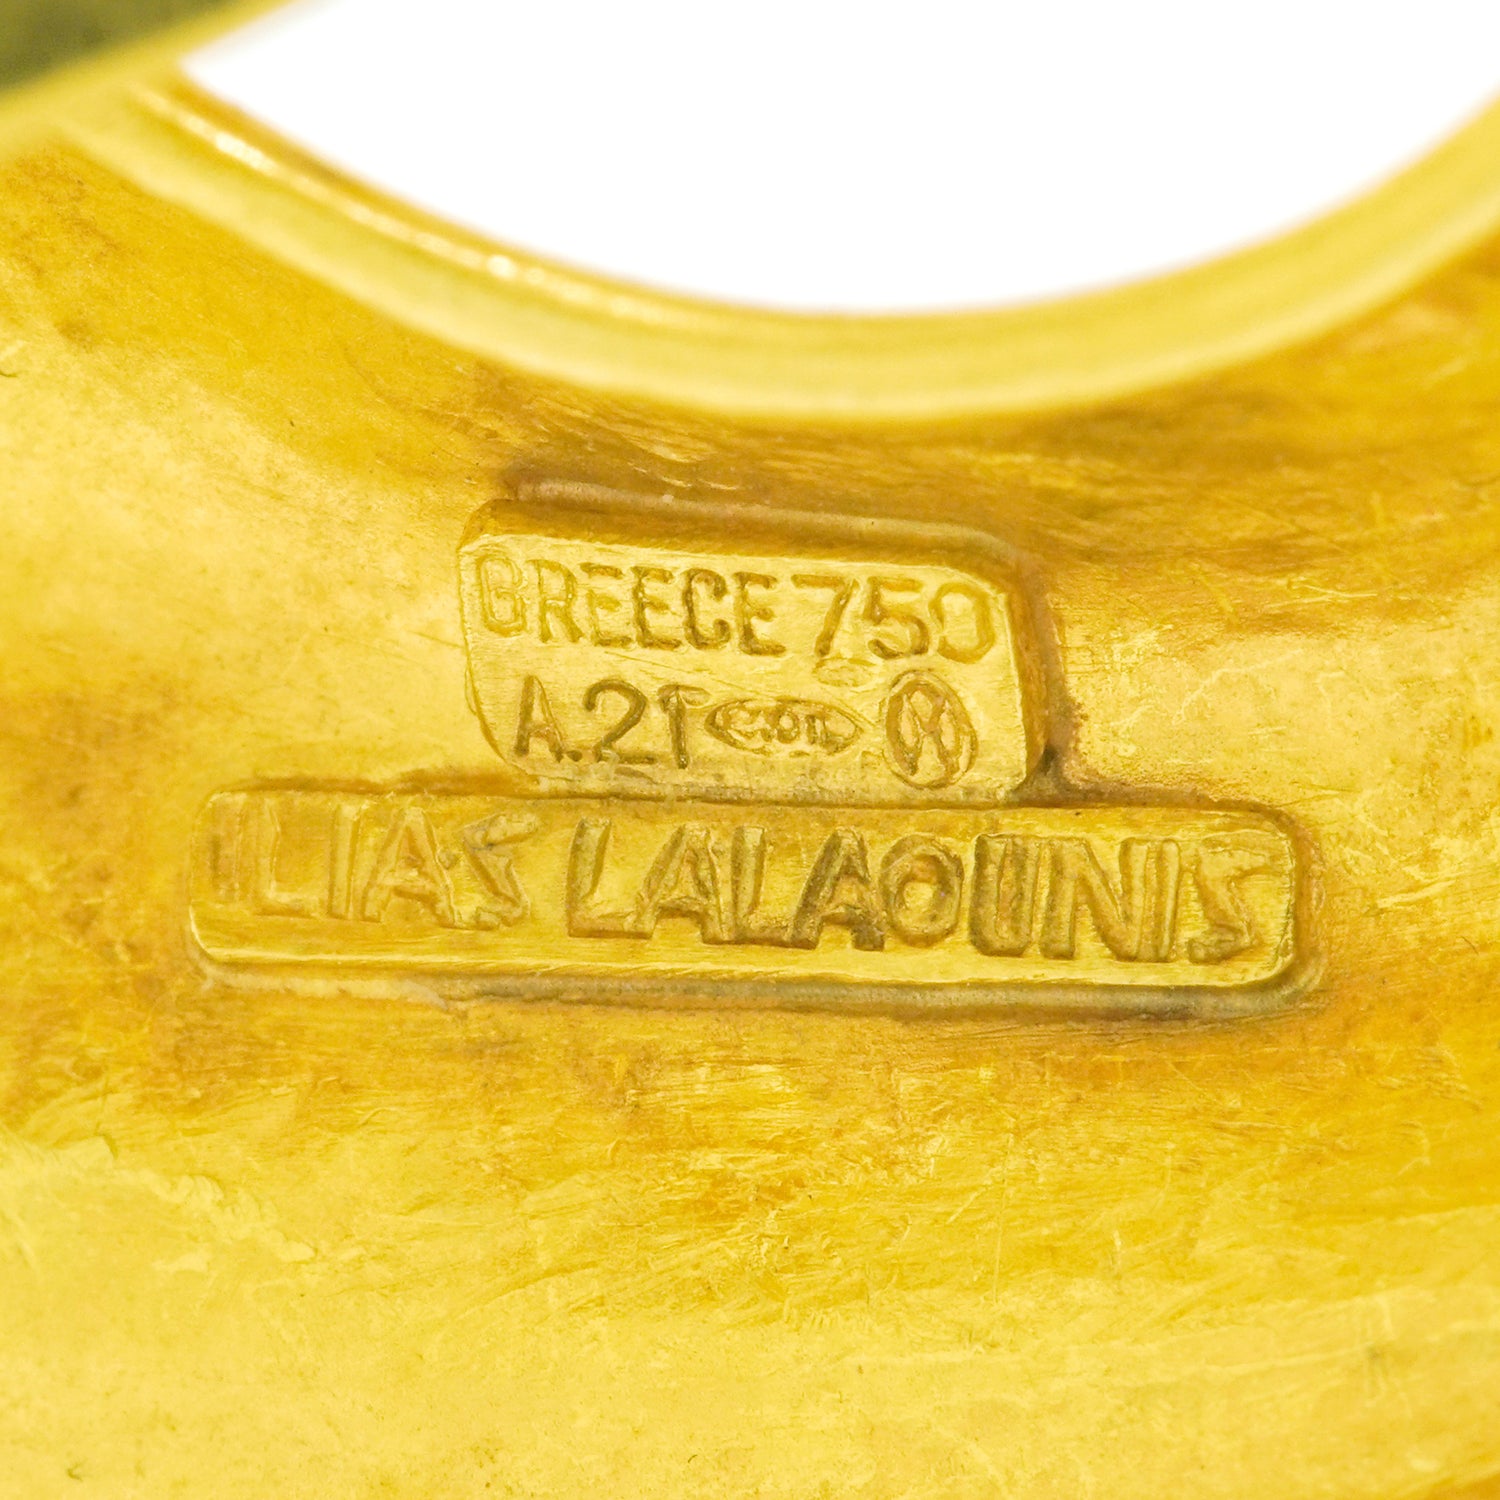 GREECE 750
A.21
ILIAS LALAOUNIS